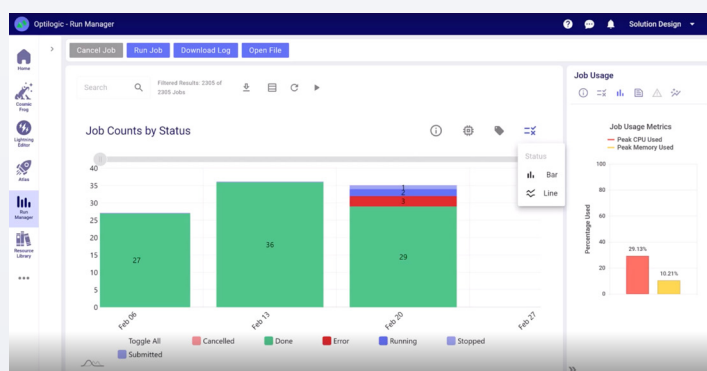 Optilogic - Run Manager
Solution Design
Home
Cosmic
Frog
Lightning
Editor
Atlas
Run
Manager
Resource
Library
Cancel Job
Run Job
Download Log
Open File
Search
Filtered Results: 2305 of
2305 Jobs
Job Counts by Status
Status
Bar
Line
40
35
30
25
20
15
10
5
0
27
36
1
2
3
29
Feb 06
Feb 13
Feb 20
Feb 27
Toggle All
Cancelled
Done
Error
Running
Stopped
Submitted
Job Usage
Job Usage Metrics
Peak CPU Used
Peak Memory Used
Percentage Used
100
80
60
40
20
0
29.13%
10.21%